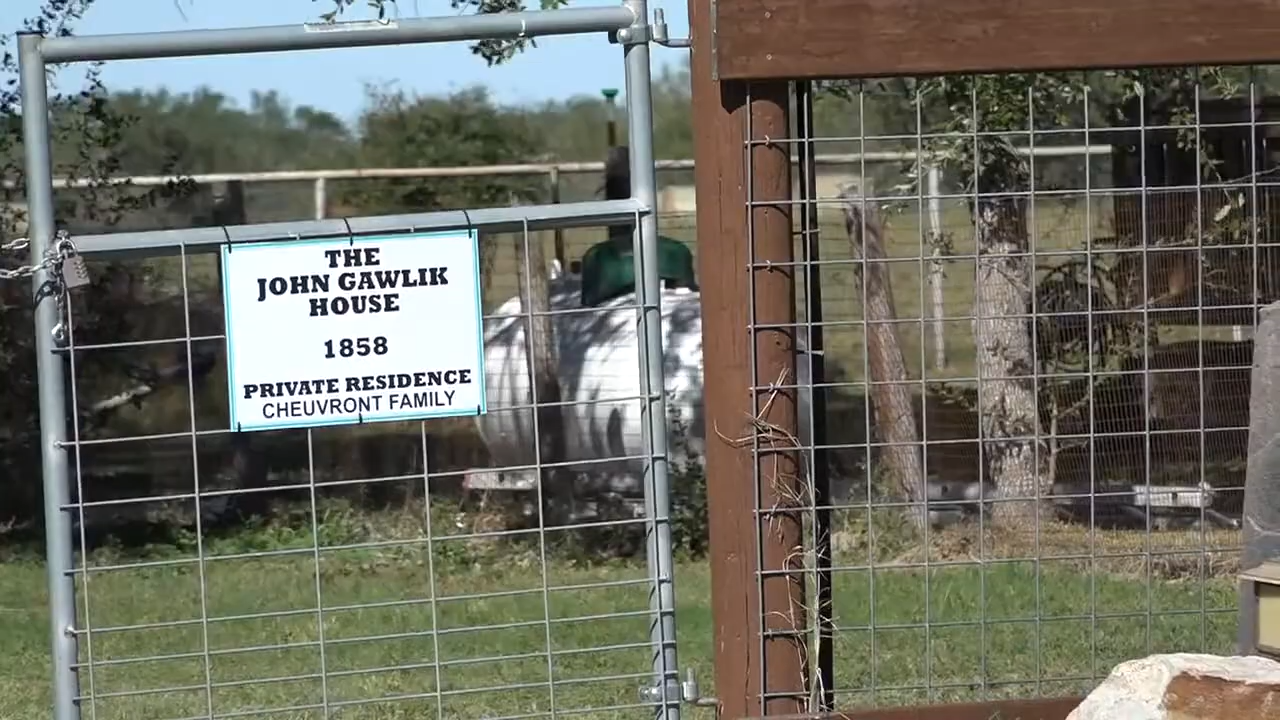 THE
JOHN GAWLIK
HOUSE
1858
PRIVATE RESIDENCE
CHEUVRONT FAMILY